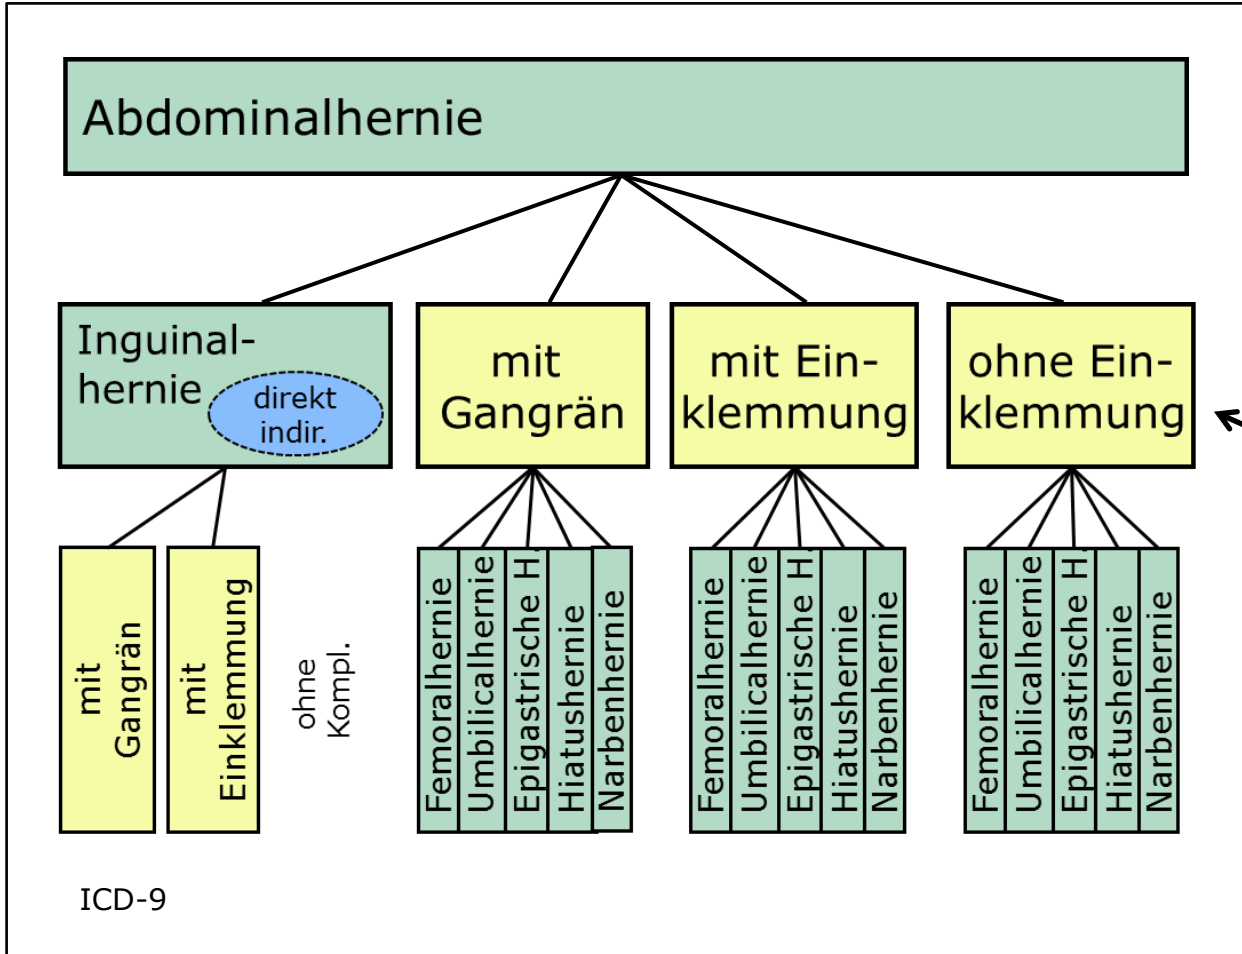 Abdominalhernie
Inguinal-
hernie
direkt
indir.
mit
Gangrän
mit Ein-
klemmung
ohne Ein-
klemmung
mit
Gangrän
mit
Einklemmung
ohne
Kompl.
Femoralhernie
Umbilicalhernie
Epigastrische H.
Hiatushernie
Narbenhernie
Femoralhernie
Umbilicalhernie
Epigastrische H.
Hiatushernie
Narbenhernie
Femoralhernie
Umbilicalhernie
Epigastrische H.
Hiatushernie
Narbenhernie
ICD-9